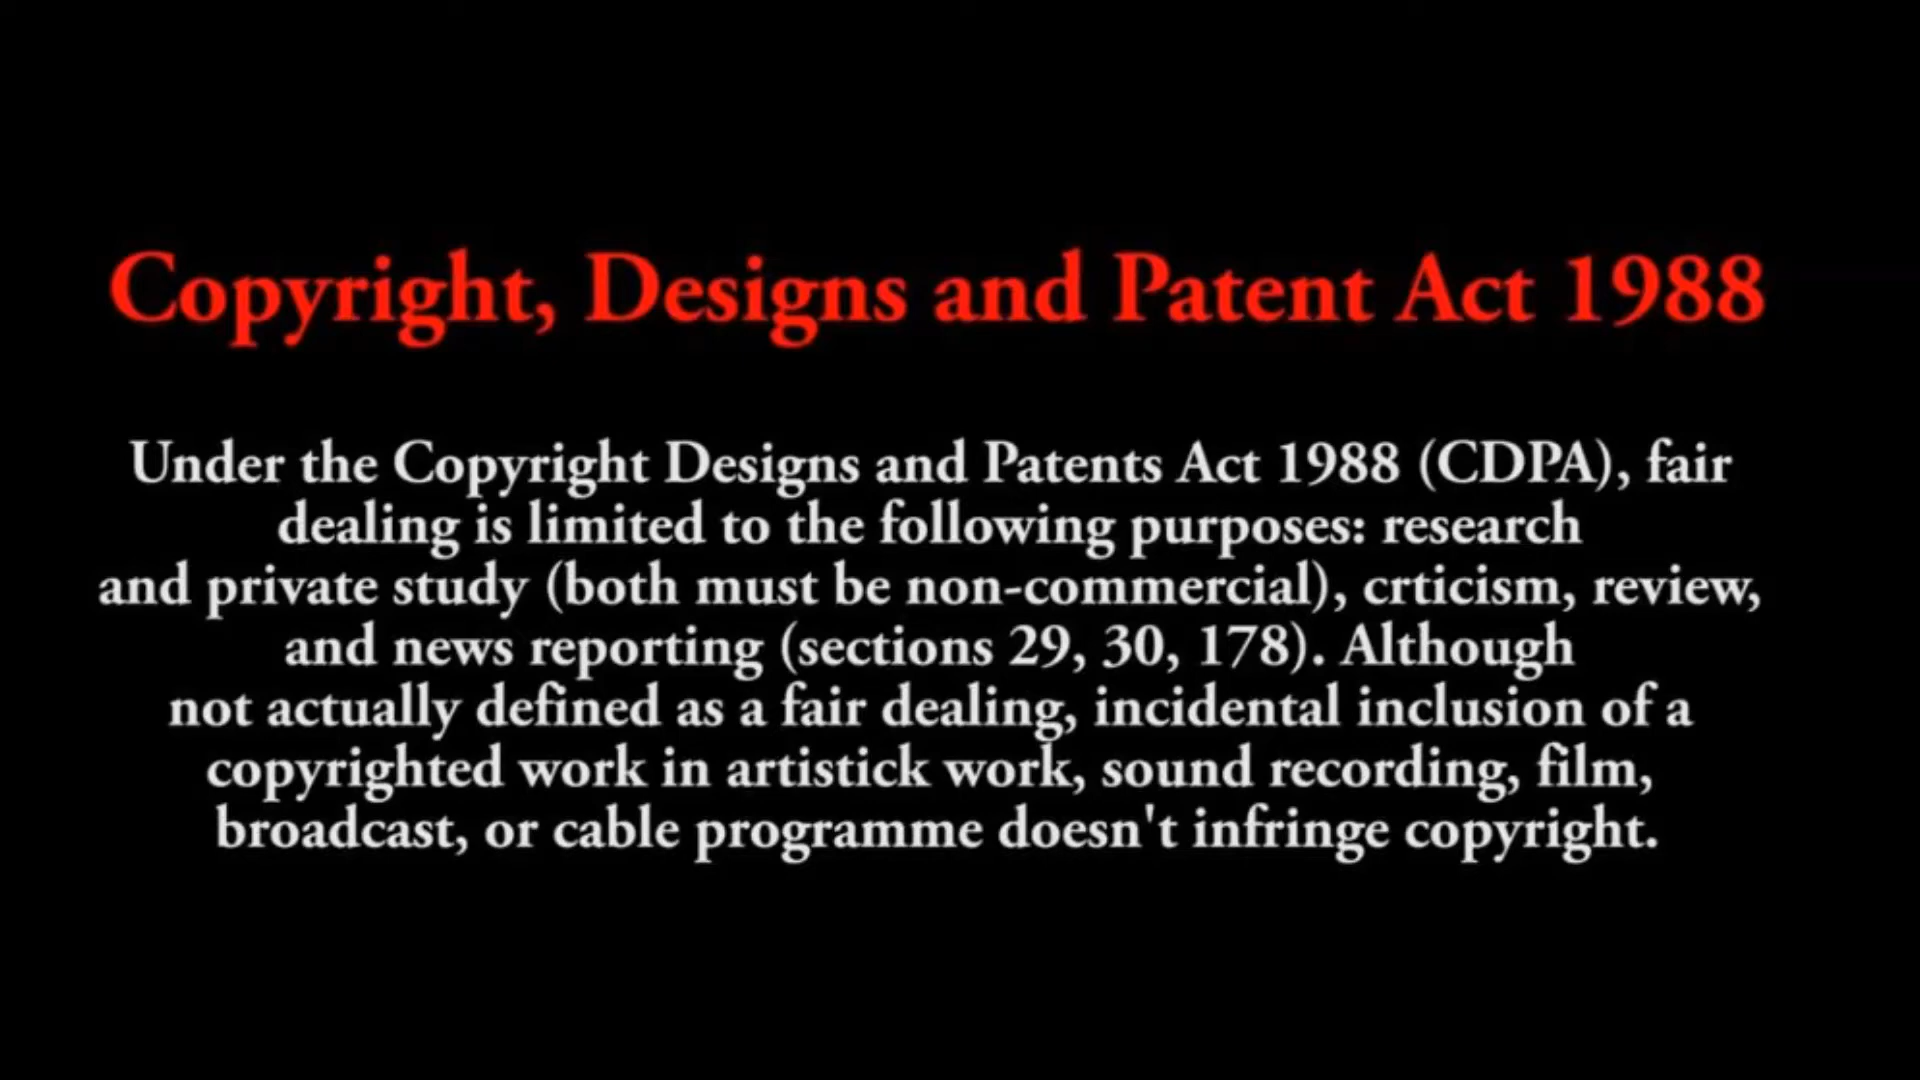 Copyright, Designs and Patent Act 1988
Under the Copyright Designs and Patents Act 1988 (CDPA), fair
dealing is limited to the following purposes: research
and private study (both must be non-commercial), crticism, review,
and news reporting (sections 29, 30, 178). Although
not actually defined as a fair dealing, incidental inclusion of a
copyrighted work in artistick work, sound recording, film,
broadcast, or cable programme doesn't infringe copyright.